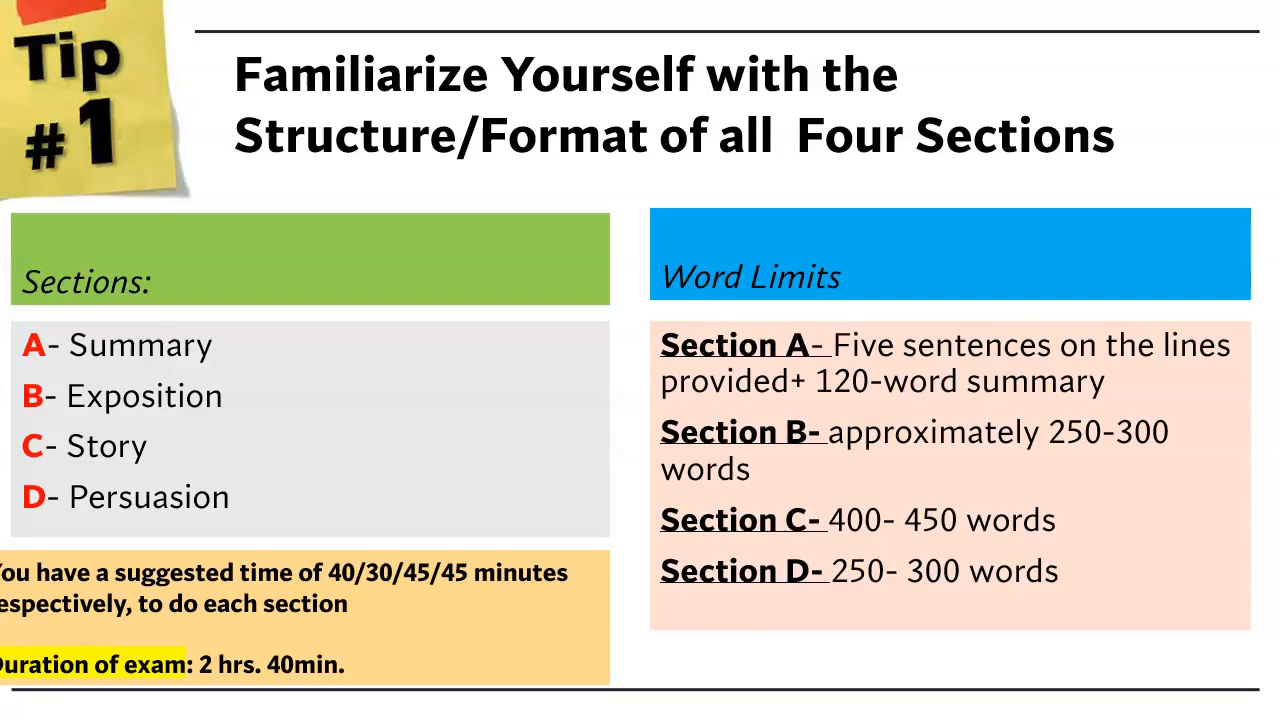 Tip
#1
Familiarize Yourself with the
Structure/Format of all Four Sections
Sections:
A- Summary
B- Exposition
C- Story
D- Persuasion
You have a suggested time of 40/30/45/45 minutes
respectively, to do each section
Duration of exam: 2 hrs. 40min.
Word Limits
Section A- Five sentences on the lines
provided+ 120-word summary
Section B- approximately 250-300
words
Section C- 400- 450 words
Section D- 250- 300 words